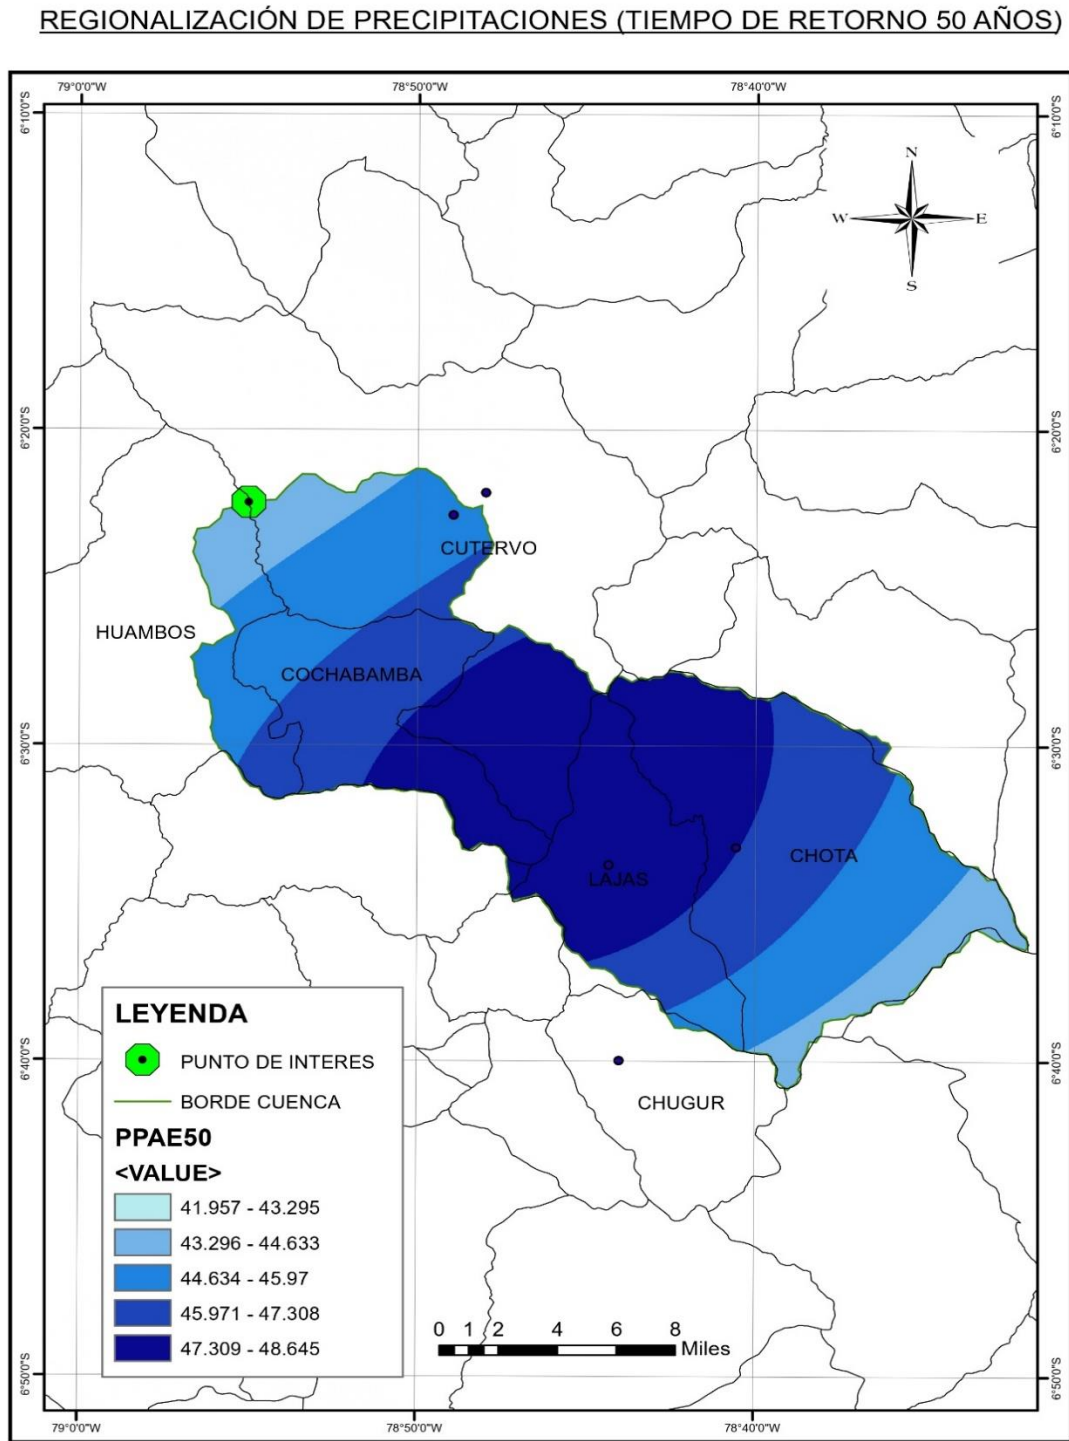 REGIONALIZACIÓN DE PRECIPITACIONES (TIEMPO DE RETORNO 50 AÑOS)
79°0'0"W 78°50'0"W 78°40'0"W
6°10'0"S 6°10'0"S
N
W E
S
6°20'0"S 6°20'0"S
CUTERVO
HUAMBOS
COCHABAMBA
6°30'0"S 6°30'0"S
CHOTA
LAJAS
LEYENDA
PUNTO DE INTERES
6°40'0"S 6°40'0"S
BORDE CUENCA
CHUGUR
PPAE50
<VALUE>
41.957 - 43.295
43.296 - 44.633
44.634 - 45.97
45.971 - 47.308
47.309 - 48.645
0 1 2 4 6 8
Miles
6°50'0"S 6°50'0"S
79°0'0"W 78°50'0"W 78°40'0"W